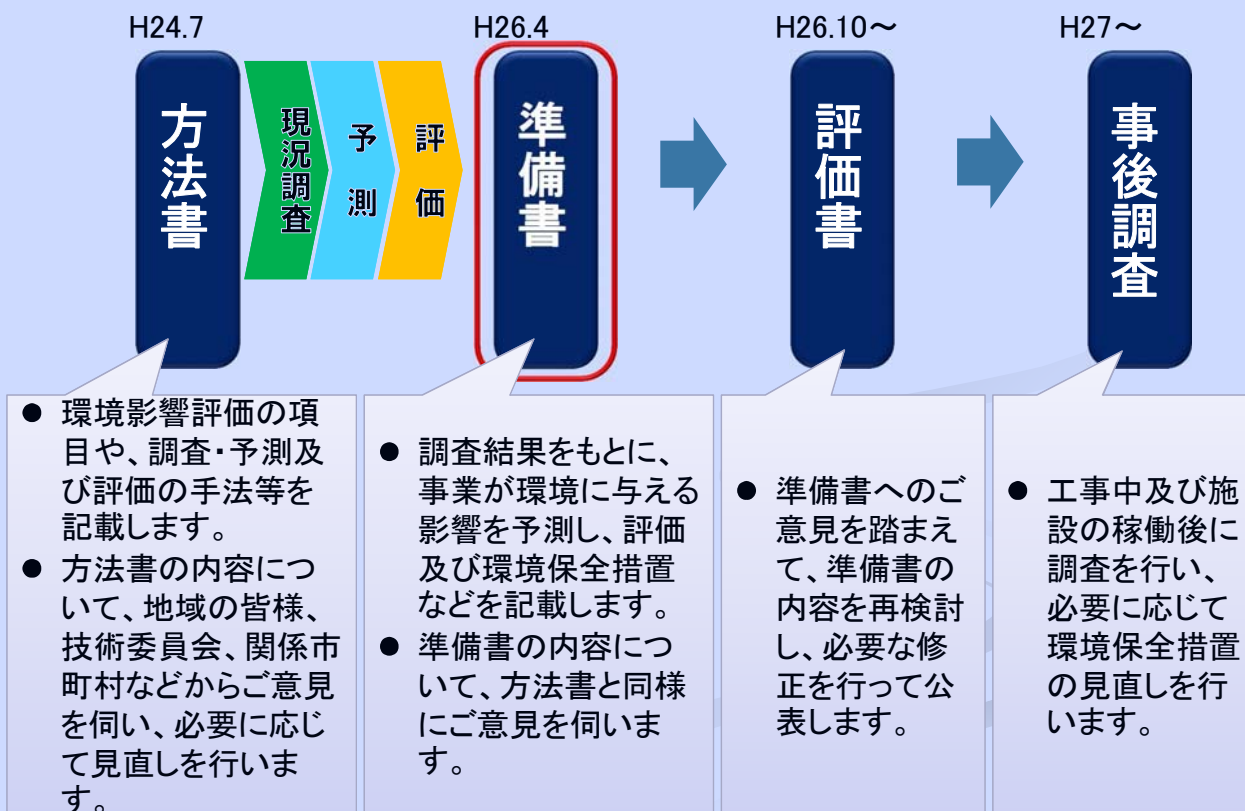 H24.7
H26.4
H26.10～
H27～
方法書
現況調査
予測
評価
準備書
評価書
事後調査
● 環境影響評価の項
目や、調査・予測及
び評価の手法等を
記載します。
● 方法書の内容につ
いて、地域の皆様、
技術委員会、関係市
町村などからご意見
を伺い、必要に応じ
て見直しを行いま
す。
● 調査結果をもとに、
事業が環境に与える
影響を予測し、評価
及び環境保全措置
などを記載します。
● 準備書の内容につ
いて、方法書と同様
にご意見を伺いま
す。
● 準備書へのご
意見を踏まえ
て、準備書の
内容を再検討
し、必要な修
正を行って公
表します。
● 工事中及び施
設の稼働後に
調査を行い、
必要に応じて
環境保全措置
の見直しを行
います。